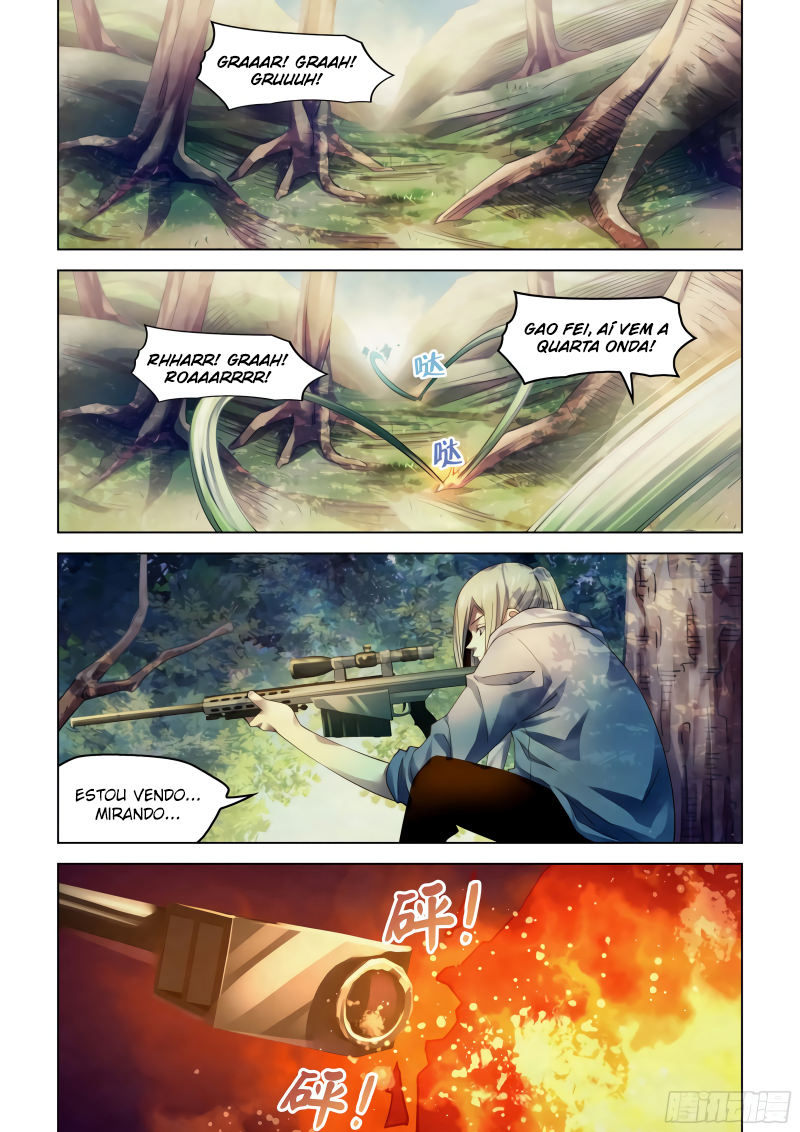 GRAAAR! GRAAH!
GRUUUH!
GAO FEI, AÍ VEM A
QUARTA ONDA!
RHHARR! GRAAH!
ROAAARRRR!
哒
哒
ESTOU VENDO...
MIRANDO...
砰!
砰!
腾讯动漫